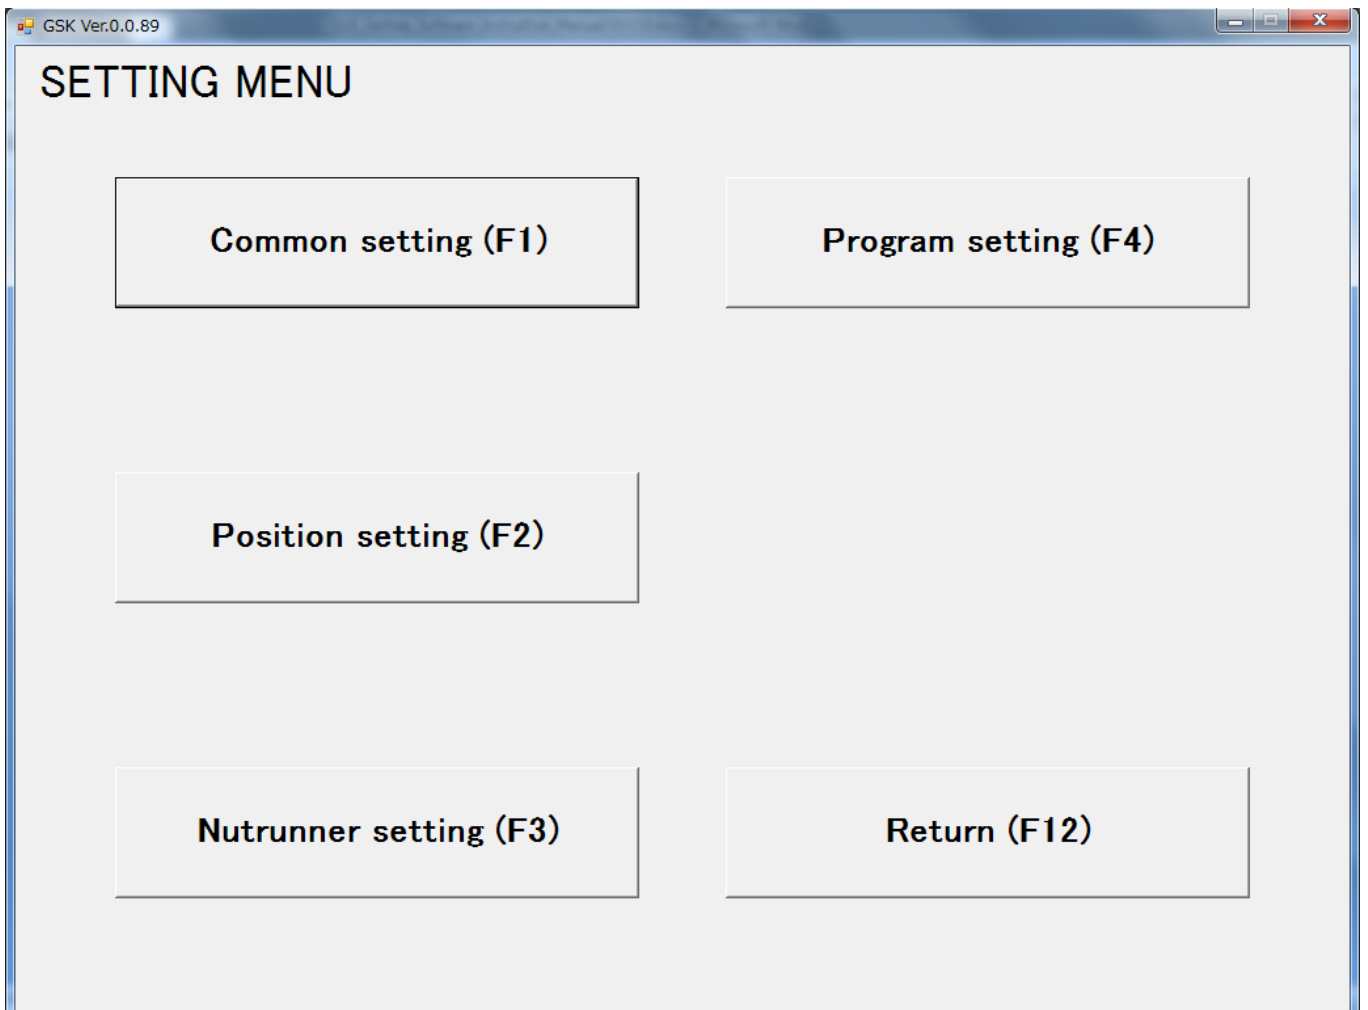 GSK Ver.0.0.89
SETTING MENU
Common setting (F1)
Program setting (F4)
Position setting (F2)
Nutrunner setting (F3)
Return (F12)